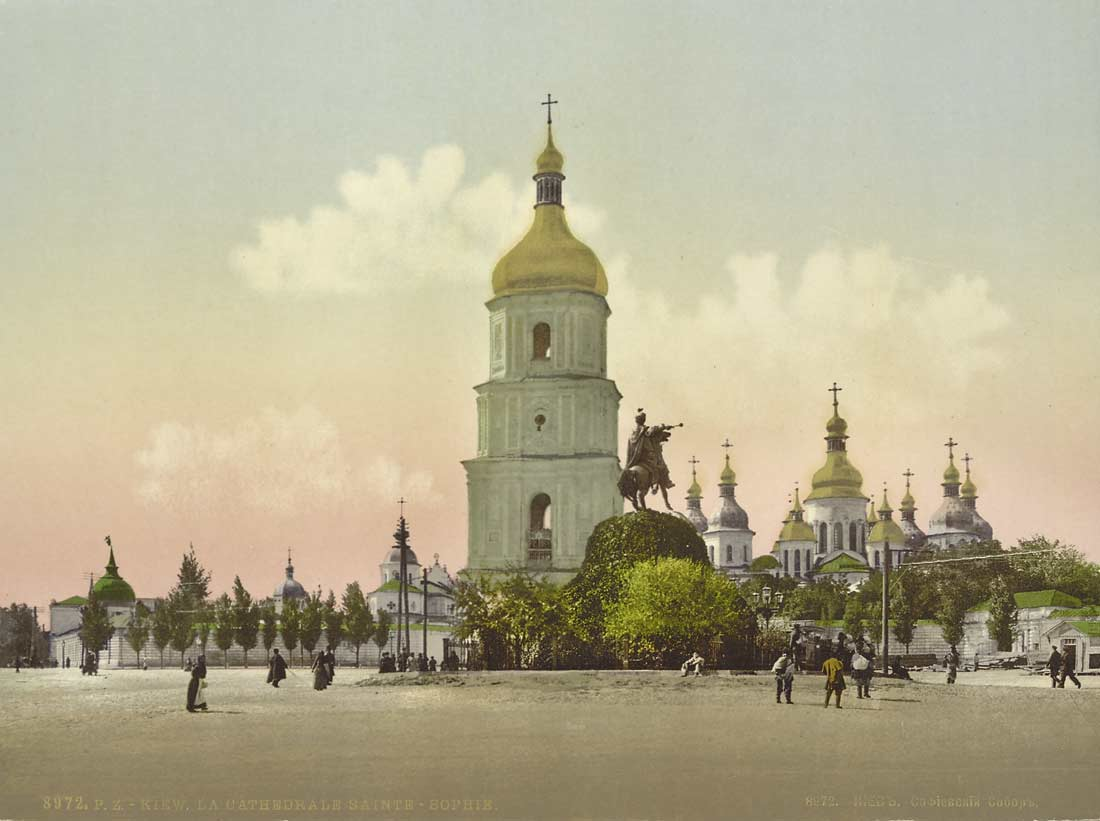 8972. P. Z. - KIEW. LA CATHEDRALE SAINTE - SOPHIE.
8972. КІЕВЪ. Софіевскій Соборъ.